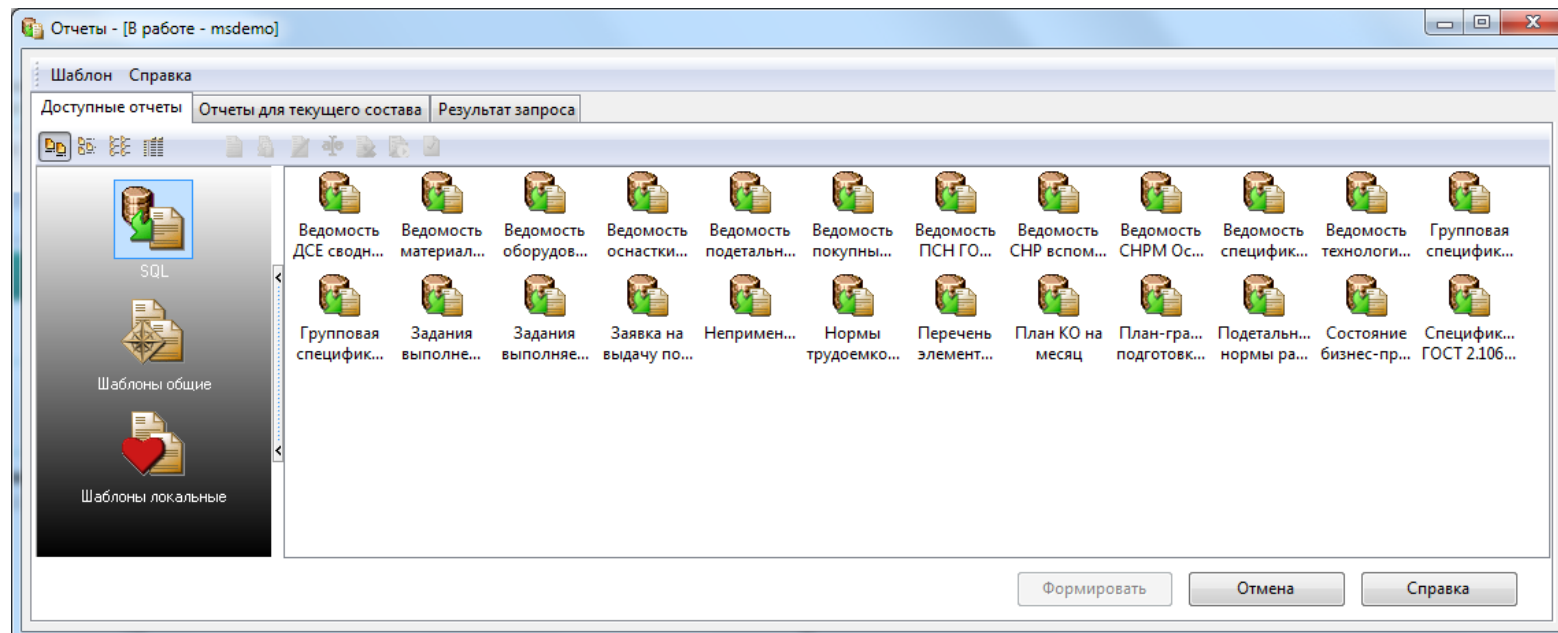 Отчеты - [В работе - msdemo]
Шаблон Справка
Доступные отчеты Отчеты для текущего состава Результат запроса
SQL
Шаблоны общие
Шаблоны локальные
Ведомость ДСЕ сводн...
Ведомость материал...
Ведомость оборудов...
Ведомость оснастки...
Ведомость подетальн...
Ведомость покупны...
Ведомость ПСН ГО...
Ведомость СНР вспом...
Ведомость СНРМ Ос...
Ведомость специфик...
Ведомость технологи...
Групповая специфик...
Групповая специфик...
Задания выполне...
Задания выполняе...
Заявка на выдачу по...
Непримен...
Нормы трудоемко...
Перечень элемент...
План КО на месяц
План-гра... подготовк...
Подетальн... нормы ра...
Состояние бизнес-пр...
Специфик... ГОСТ 2.106...
Формировать Отмена Справка